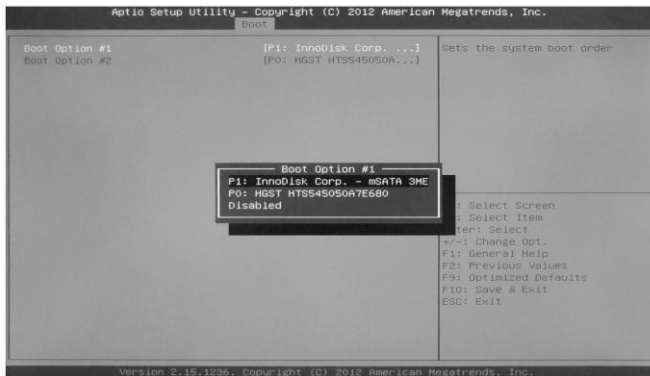 Aptio Setup Utility – Copyright (C) 2012 American Megatrends, Inc.
Boot
Boot Option #1 [P1: InnoDisk Corp. ...]
Boot Option #2 [P0: HGST HTS545050A...]
Sets the system boot order
Boot Option #1
P1: InnoDisk Corp. - mSATA 3ME
P0: HGST HTS545050A7E680
Disabled
: Select Screen
: Select Item
ter: Select
+/-: Change Opt.
F1: General Help
F2: Previous Values
F9: Optimized Defaults
F10: Save & Exit
ESC: Exit
Version 2.15.1236. Copyright (C) 2012 American Megatrends, Inc.